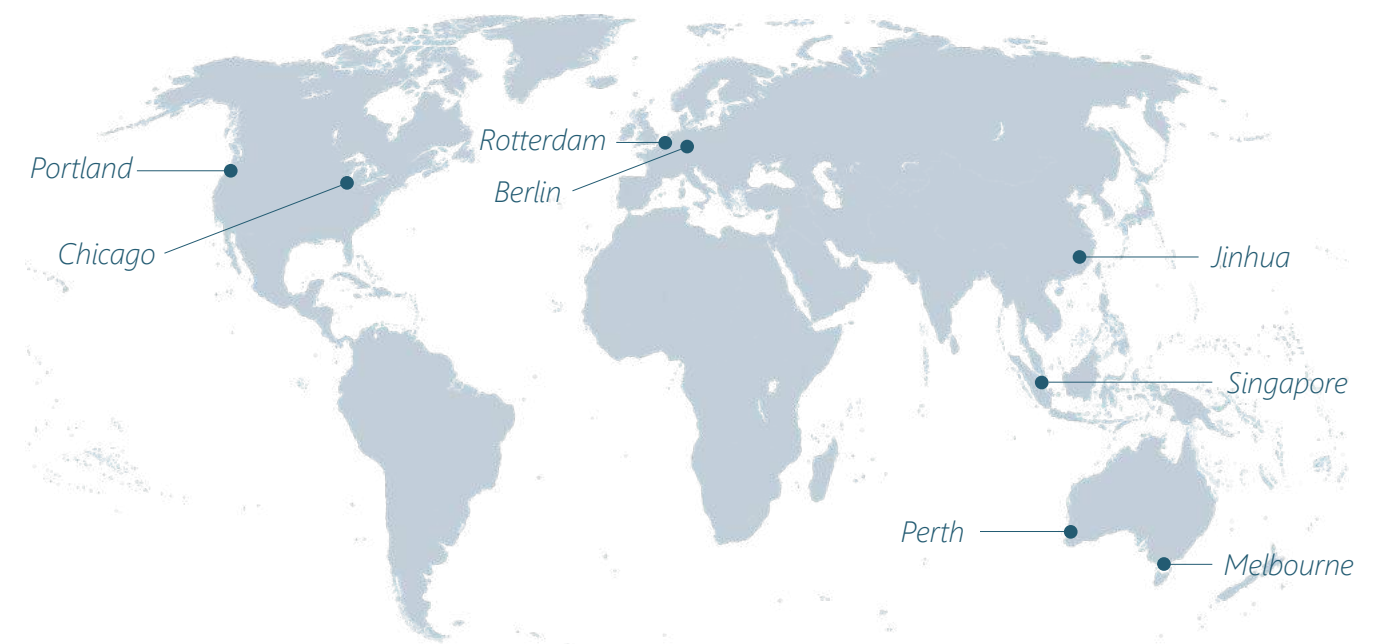 Rotterdam
Portland
Berlin
Chicago
Jinhua
Singapore
Perth
Melbourne